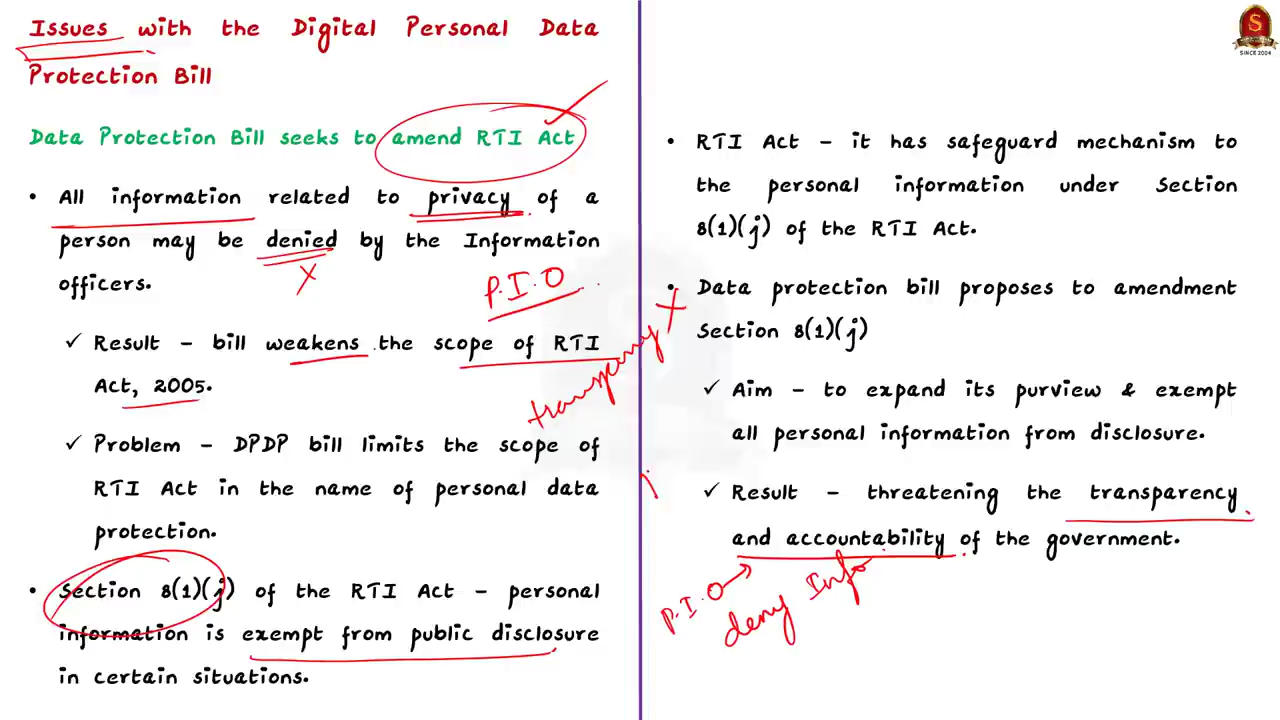 Issues with the Digital Personal Data
Protection Bill
Data Protection Bill seeks to amend RTI Act
• All information related to privacy of a
person may be denied by the Information
officers.
P.I.O
✓ Result - bill weakens the scope of RTI
Act, 2005.
transparency
✓ Problem - DPDP bill limits the scope of
RTI Act in the name of personal data
protection.
• Section 8(1)(j) of the RTI Act - personal
information is exempt from public disclosure
in certain situations.
• RTI Act - it has safeguard mechanism to
the personal information under Section
8(1)(j) of the RTI Act.
• Data protection bill proposes to amendment
Section 8(1)(j)
✓ Aim - to expand its purview & exempt
all personal information from disclosure.
✓ Result - threatening the transparency
and accountability of the government.
P.I.O → deny Info
S
SINCE 2004